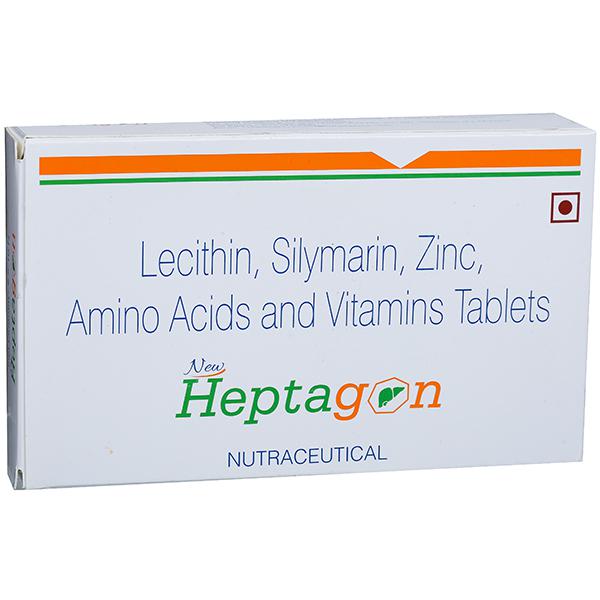 Lecithin, Silymarin, Zinc,
Amino Acids and Vitamins Tablets
New
Heptagon
NUTRACEUTICAL